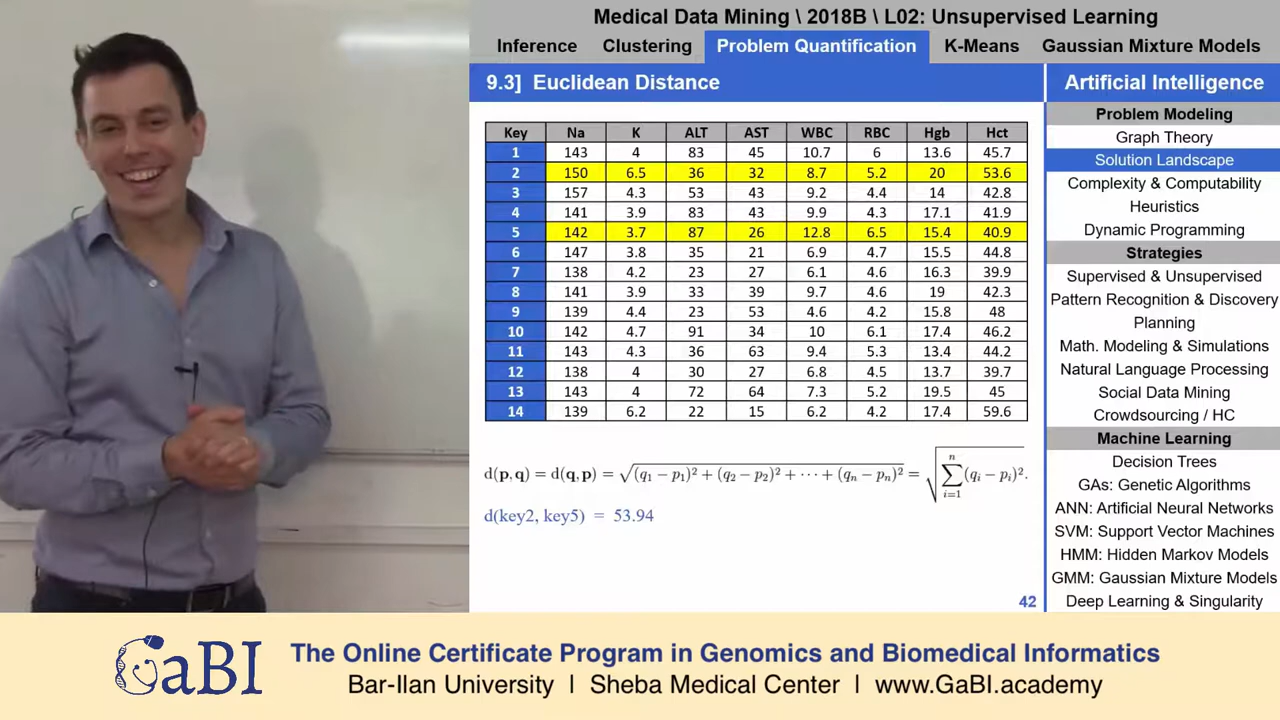 Medical Data Mining \ 2018B \ L02: Unsupervised Learning
Inference Clustering Problem Quantification K-Means Gaussian Mixture Models
9.3] Euclidean Distance
Key Na K ALT AST WBC RBC Hgb Hct
1 143 4 83 45 10.7 6 13.6 45.7
2 150 6.5 36 32 8.7 5.2 20 53.6
3 157 4.3 53 43 9.2 4.4 14 42.8
4 141 3.9 83 43 9.9 4.3 17.1 41.9
5 142 3.7 87 26 12.8 6.5 15.4 40.9
6 147 3.8 35 21 6.9 4.7 15.5 44.8
7 138 4.2 23 27 6.1 4.6 16.3 39.9
8 141 3.9 33 39 9.7 4.6 19 42.3
9 139 4.4 23 53 4.6 4.2 15.8 48
10 142 4.7 91 34 10 6.1 17.4 46.2
11 143 4.3 36 63 9.4 5.3 13.4 44.2
12 138 4 30 27 6.8 4.5 13.7 39.7
13 143 4 72 64 7.3 5.2 19.5 45
14 139 6.2 22 15 6.2 4.2 17.4 59.6
d(p, q) = d(q, p) = √(q₁ − p₁)² + (q₂ − p₂)² + ··· + (qₙ − pₙ)² = √∑ⁿᵢ₌₁(qᵢ − pᵢ)².
d(key2, key5) = 53.94
42
Artificial Intelligence
Problem Modeling
Graph Theory
Solution Landscape
Complexity & Computability
Heuristics
Dynamic Programming
Strategies
Supervised & Unsupervised
Pattern Recognition & Discovery
Planning
Math. Modeling & Simulations
Natural Language Processing
Social Data Mining
Crowdsourcing / HC
Machine Learning
Decision Trees
GAs: Genetic Algorithms
ANN: Artificial Neural Networks
SVM: Support Vector Machines
HMM: Hidden Markov Models
GMM: Gaussian Mixture Models
Deep Learning & Singularity
GaBI
The Online Certificate Program in Genomics and Biomedical Informatics
Bar-Ilan University | Sheba Medical Center | www.GaBI.academy